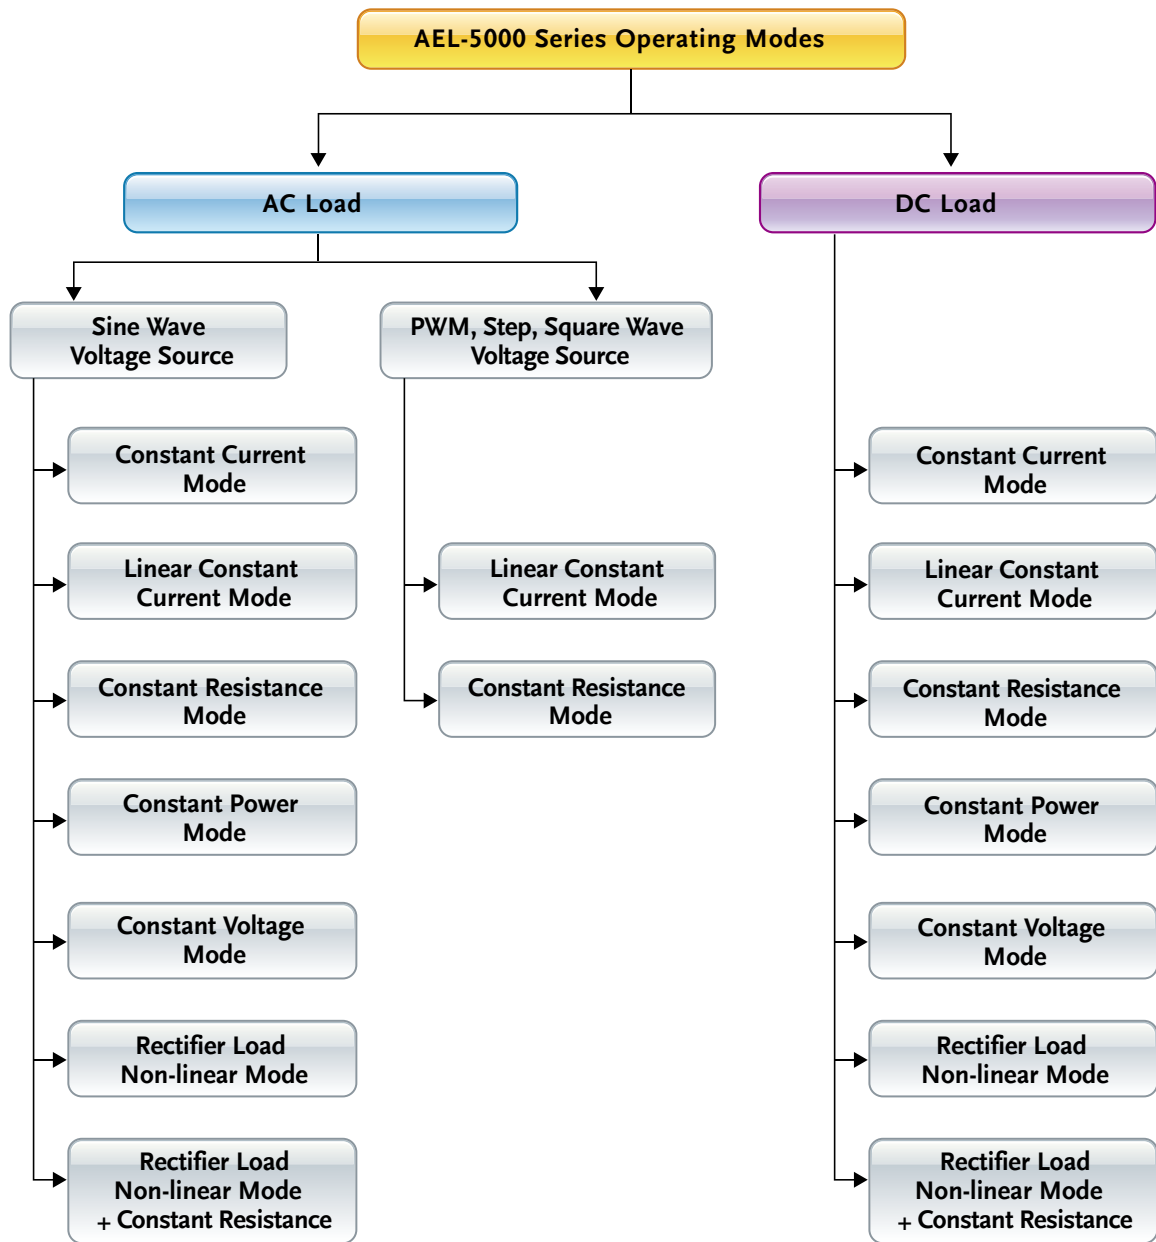 AEL-5000 Series Operating Modes
AC Load
DC Load
Sine Wave
Voltage Source
PWM, Step, Square Wave
Voltage Source
Constant Current
Mode
Linear Constant
Current Mode
Constant Resistance
Mode
Constant Power
Mode
Constant Voltage
Mode
Rectifier Load
Non-linear Mode
Rectifier Load
Non-linear Mode
+ Constant Resistance
Linear Constant
Current Mode
Constant Resistance
Mode
Constant Current
Mode
Linear Constant
Current Mode
Constant Resistance
Mode
Constant Power
Mode
Constant Voltage
Mode
Rectifier Load
Non-linear Mode
Rectifier Load
Non-linear Mode
+ Constant Resistance